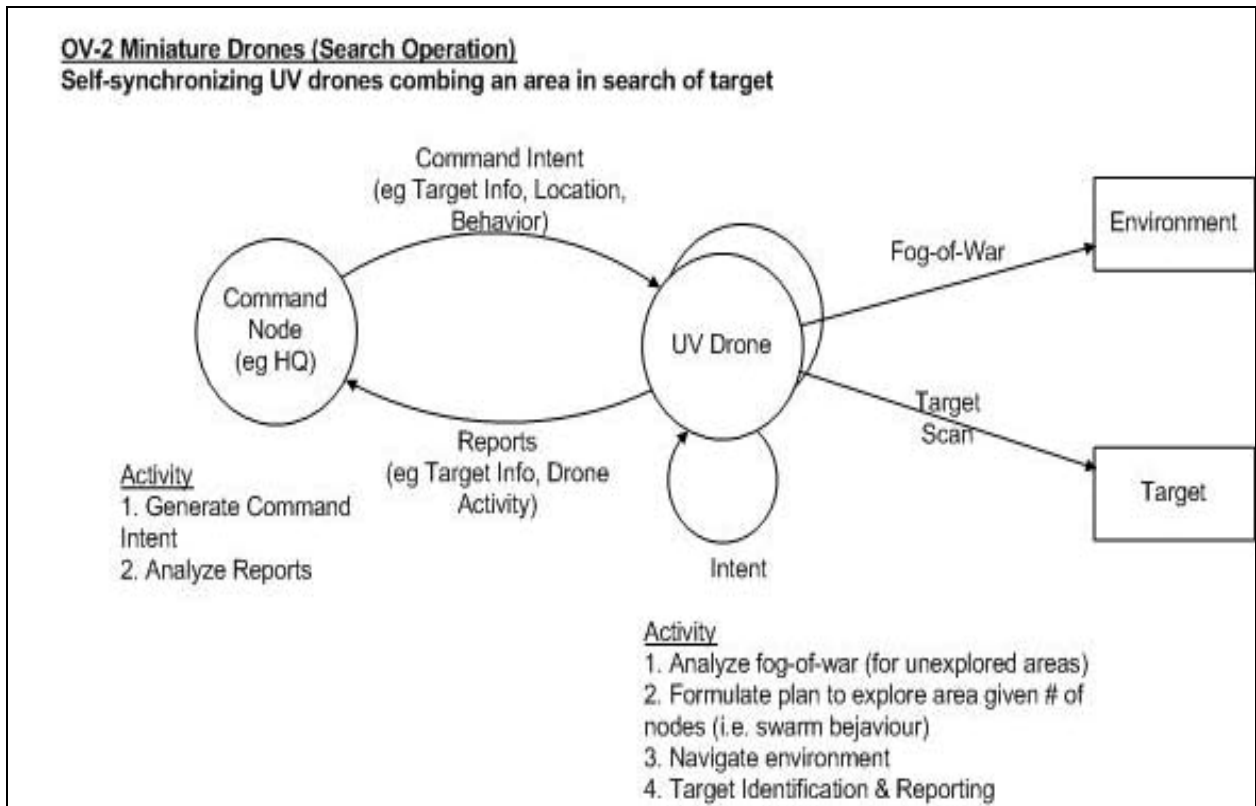 OV-2 Miniature Drones (Search Operation)
Self-synchronizing UV drones combing an area in search of target
Command Intent
(eg Target Info, Location,
Behavior)
Environment
Fog-of-War
Command
Node
(eg HQ)
UV Drone
Target
Scan
Reports
(eg Target Info, Drone
Activity)
Target
Activity
1. Generate Command
Intent
2. Analyze Reports
Intent
Activity
1. Analyze fog-of-war (for unexplored areas)
2. Formulate plan to explore area given # of
nodes (i.e. swarm bejaviour)
3. Navigate environment
4. Target Identification & Reporting